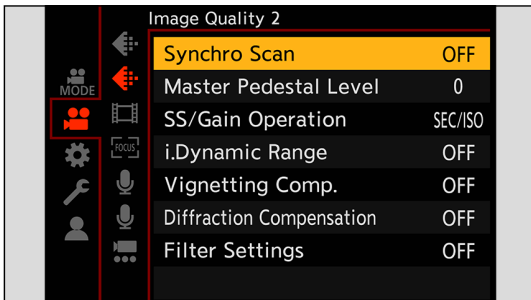 Image Quality 2
Synchro Scan OFF
Master Pedestal Level 0
SS/Gain Operation SEC/ISO
i.Dynamic Range OFF
Vignetting Comp. OFF
Diffraction Compensation OFF
Filter Settings OFF
MODE
FOCUS